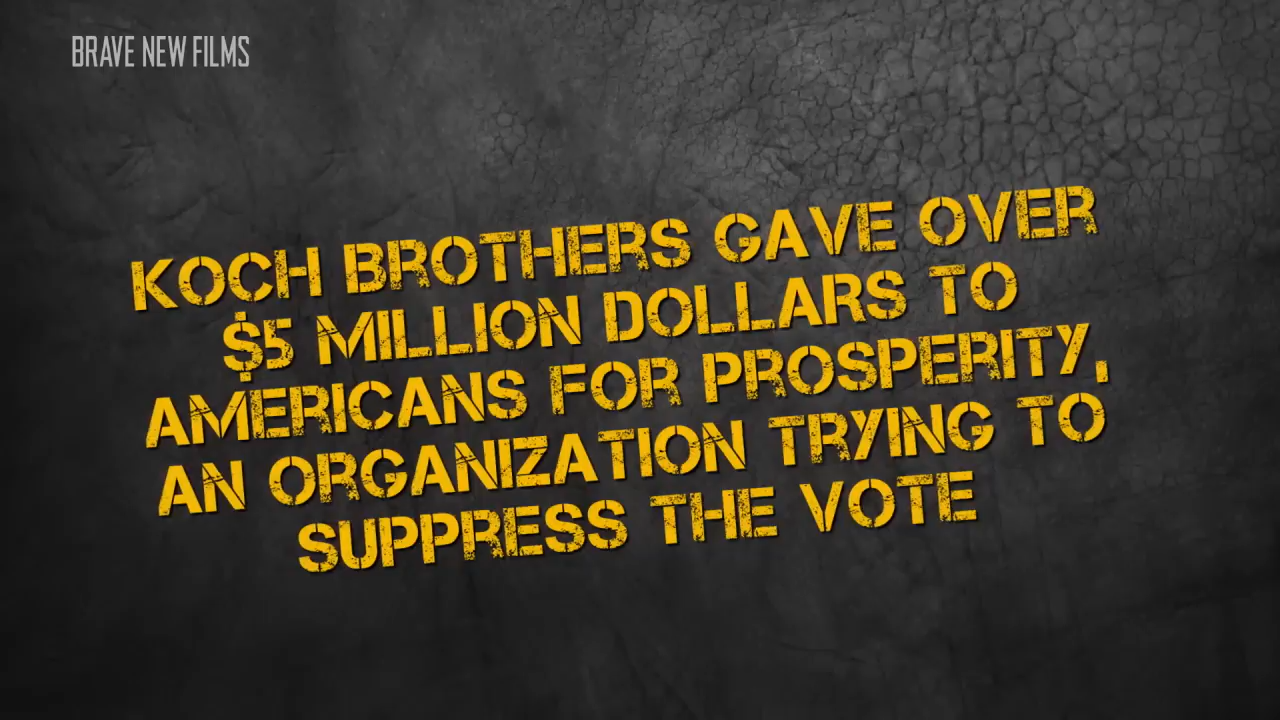 BRAVE NEW FILMS
KOCH BROTHERS GAVE OVER
$5 MILLION DOLLARS TO
AMERICANS FOR PROSPERITY,
AN ORGANIZATION TRYING TO
SUPPRESS THE VOTE